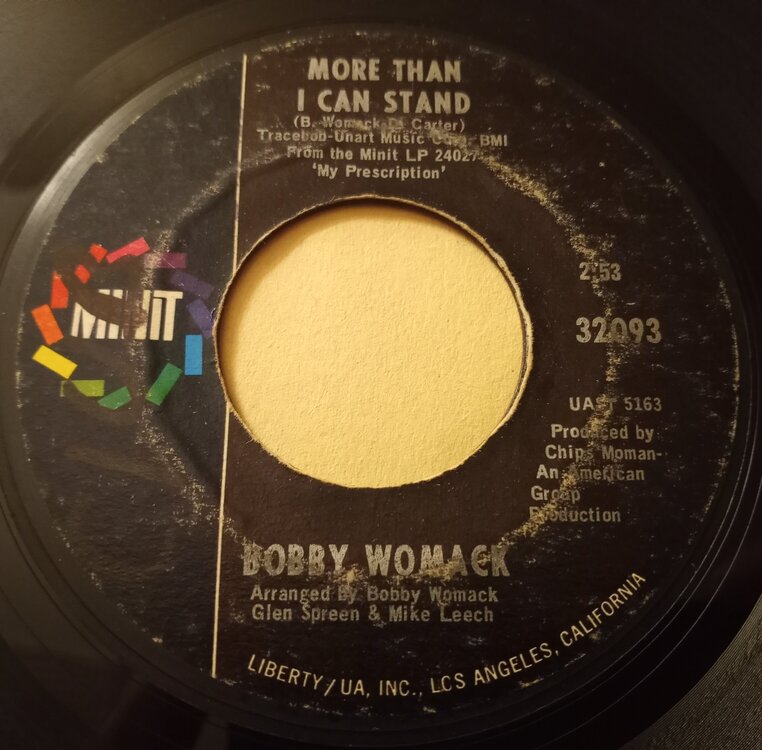 MORE THAN
I CAN STAND
(B. Womack-D. Carter)
Tracebob-Unart Music Corp. BMI
From the Minit LP 24027
'My Prescription'
MINIT
2:53
32093
UAST 5163
Produced by
Chips Moman-
An American
Group
Production
BOBBY WOMACK
Arranged By Bobby Womack
Glen Spreen & Mike Leech
LIBERTY/UA, INC., LOS ANGELES, CALIFORNIA